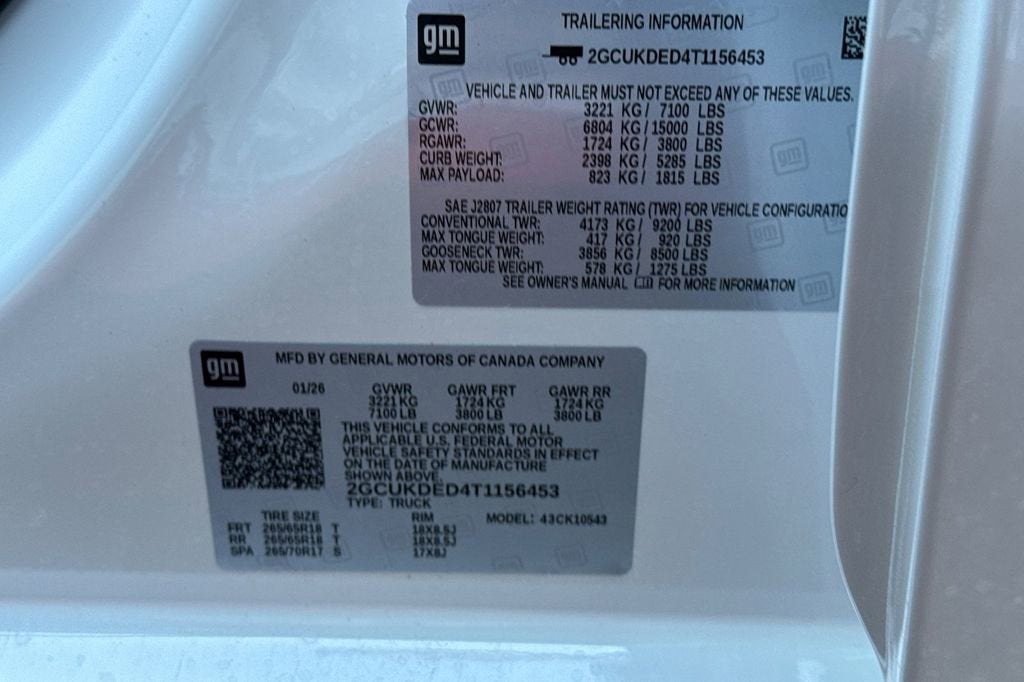 gm
TRAILERING INFORMATION
2GCUKDED4T1156453
VEHICLE AND TRAILER MUST NOT EXCEED ANY OF THESE VALUES.
GVWR: 3221 KG/ 7100 LBS
GCWR: 6804 KG/15000 LBS
RGAWR: 1724 KG/ 3800 LBS
CURB WEIGHT: 2398 KG/ 5285 LBS
MAX PAYLOAD: 823 KG/ 1815 LBS
SAE J2807 TRAILER WEIGHT RATING (TWR) FOR VEHICLE CONFIGURATIO
CONVENTIONAL TWR: 4173 KG/ 9200 LBS
MAX TONGUE WEIGHT: 417 KG/ 920 LBS
GOOSENECK TWR: 3856 KG/ 8500 LBS
MAX TONGUE WEIGHT: 578 KG/ 1275 LBS
SEE OWNER'S MANUAL FOR MORE INFORMATION
gm
MFD BY GENERAL MOTORS OF CANADA COMPANY
01/26 GVWR GAWR FRT GAWR RR
3221 KG 1724 KG 1724 KG
7100 LB 3800 LB 3800 LB
THIS VEHICLE CONFORMS TO ALL
APPLICABLE U.S. FEDERAL MOTOR
VEHICLE SAFETY STANDARDS IN EFFECT
ON THE DATE OF MANUFACTURE
SHOWN ABOVE.
2GCUKDED4T1156453
TYPE: TRUCK
TIRE SIZE RIM MODEL: 43CK10543
FRT 265/65R18 T 18X8.5J
RR 265/65R18 T 18X8.5J
SPA 265/70R17 S 17X8J